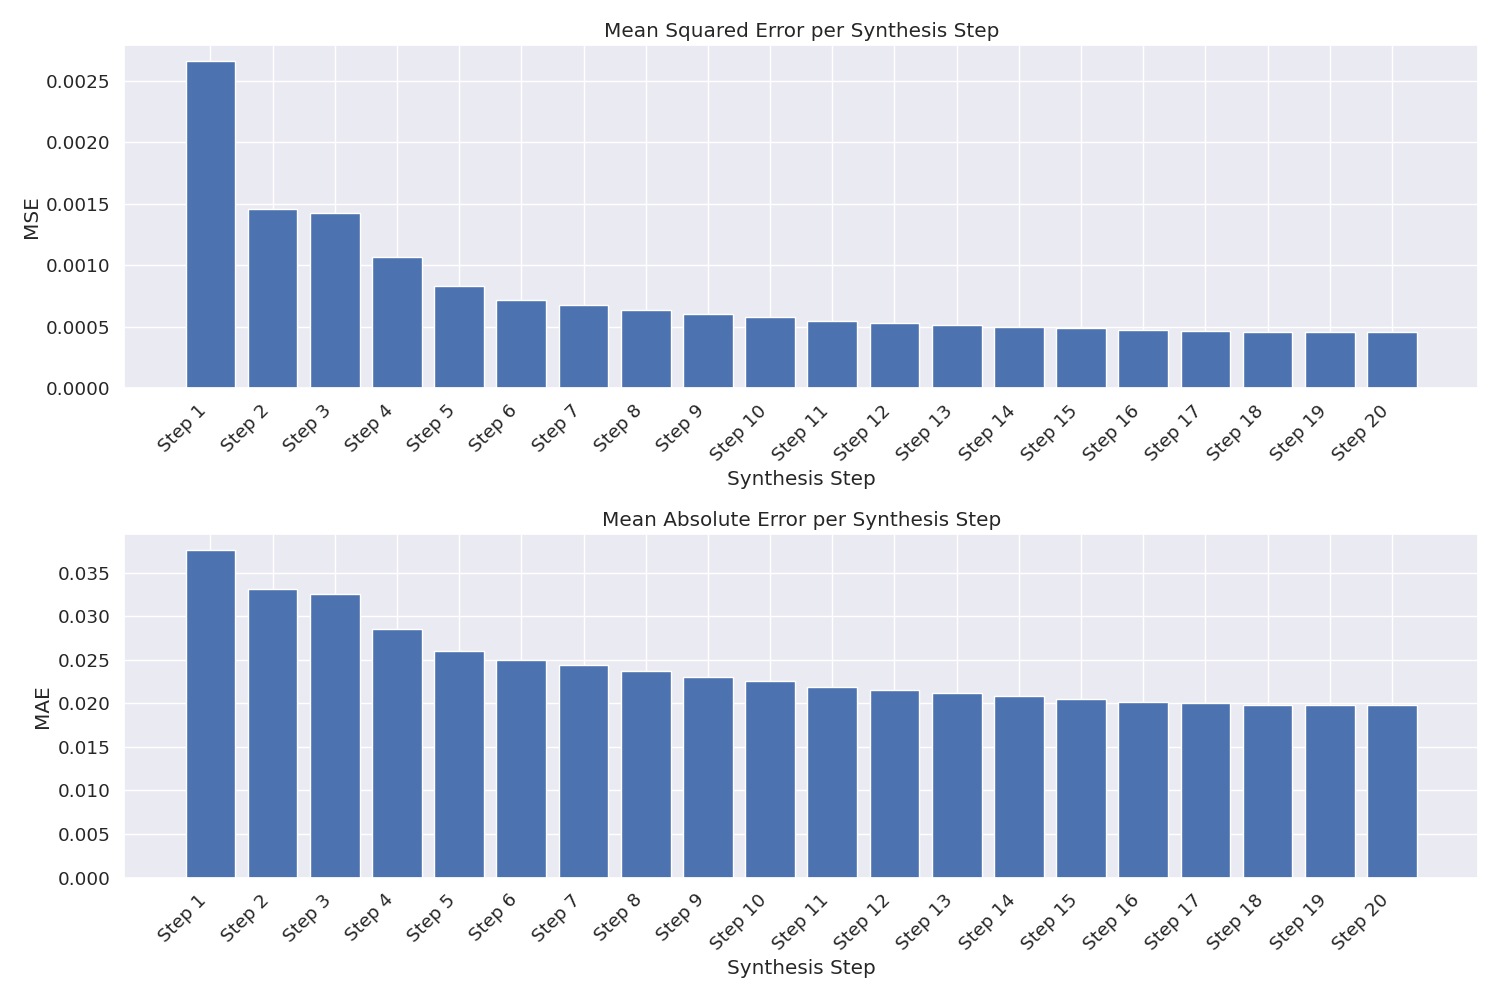 Mean Squared Error per Synthesis Step
MSE
0.0025
0.0020
0.0015
0.0010
0.0005
0.0000
Step 1
Step 2
Step 3
Step 4
Step 5
Step 6
Step 7
Step 8
Step 9
Step 10
Step 11
Step 12
Step 13
Step 14
Step 15
Step 16
Step 17
Step 18
Step 19
Step 20
Synthesis Step
Mean Absolute Error per Synthesis Step
MAE
0.035
0.030
0.025
0.020
0.015
0.010
0.005
0.000
Step 1
Step 2
Step 3
Step 4
Step 5
Step 6
Step 7
Step 8
Step 9
Step 10
Step 11
Step 12
Step 13
Step 14
Step 15
Step 16
Step 17
Step 18
Step 19
Step 20
Synthesis Step